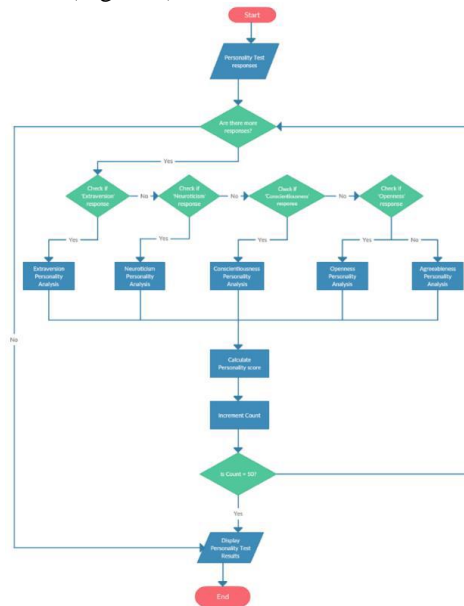 Start
Personality Test
responses
Are there more
responses?
Yes
Check if
'Extraversion'
response
No
Check if
'Neuroticism'
response
No
Check if
'Conscientiousness'
response
No
Check if
'Openness'
response
Yes
Yes
Yes
Yes
No
Extraversion
Personality
Analysis
Neuroticism
Personality
Analysis
Conscientiousness
Personality
Analysis
Openness
Personality
Analysis
Agreeableness
Personality
Analysis
No
Calculate
Personality score
Increment Count
Is Count = 50?
Yes
Display
Personality Test
Results
End